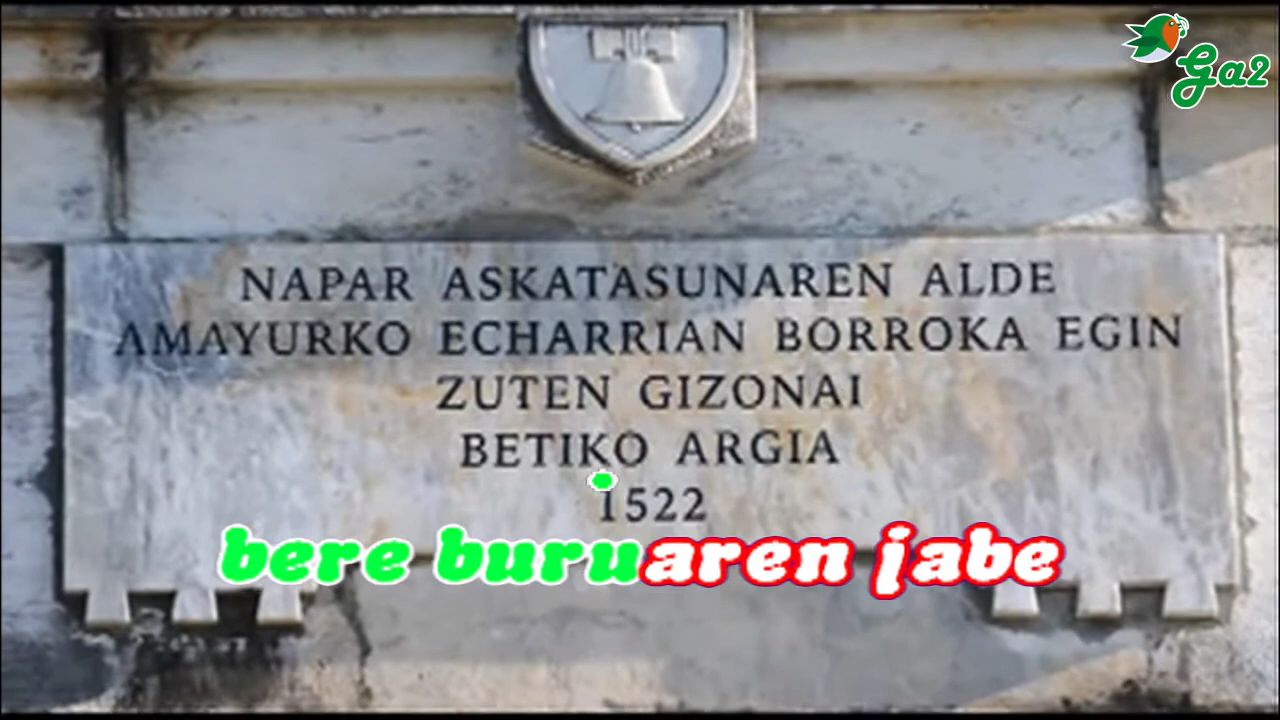 Ga2
NAPAR ASKATASUNAREN ALDE
AMAYURKO ECHARRIAN BORROKA EGIN
ZUTEN GIZONAI
BETIKO ARGIA
1522
bere buruaren jabe